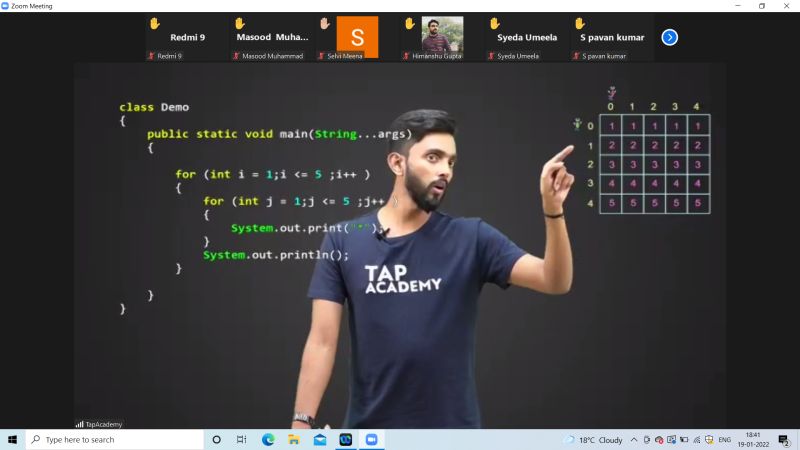 Zoom Meeting
Redmi 9
Masood Muha...
S
Syeda Umeela
S pavan kumar
Redmi 9
Masood Muhammad
Selvi Meena
Himanshu Gupta
Syeda Umeela
S pavan kumar
class Demo
{
public static void main(String...args)
{
for (int i = 1;i <= 5 ;i++ )
{
for (int j = 1;j <= 5 ;j++ )
{
System.out.print("*");
}
System.out.println();
}
}
}
0 1 2 3 4
0 1 1 1 1 1
1 2 2 2 2 2
2 3 3 3 3 3
3 4 4 4 4 4
4 5 5 5 5 5
TAP
ACADEMY
TapAcademy
Type here to search
18°C Cloudy
ENG
18:41
19-01-2022
2